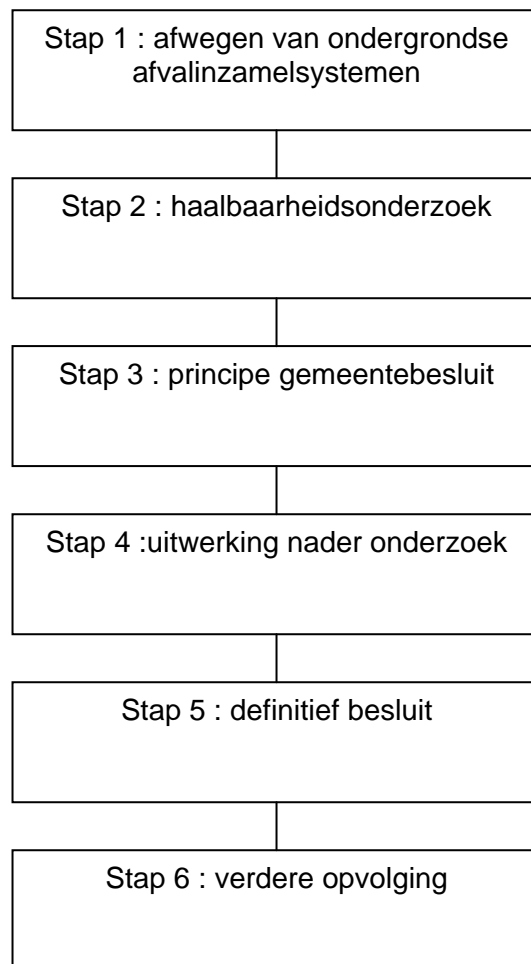 Stap 1 : afwegen van ondergrondse
afvalinzamelsystemen
Stap 2 : haalbaarheidsonderzoek
Stap 3 : principe gemeentebesluit
Stap 4 :uitwerking nader onderzoek
Stap 5 : definitief besluit
Stap 6 : verdere opvolging